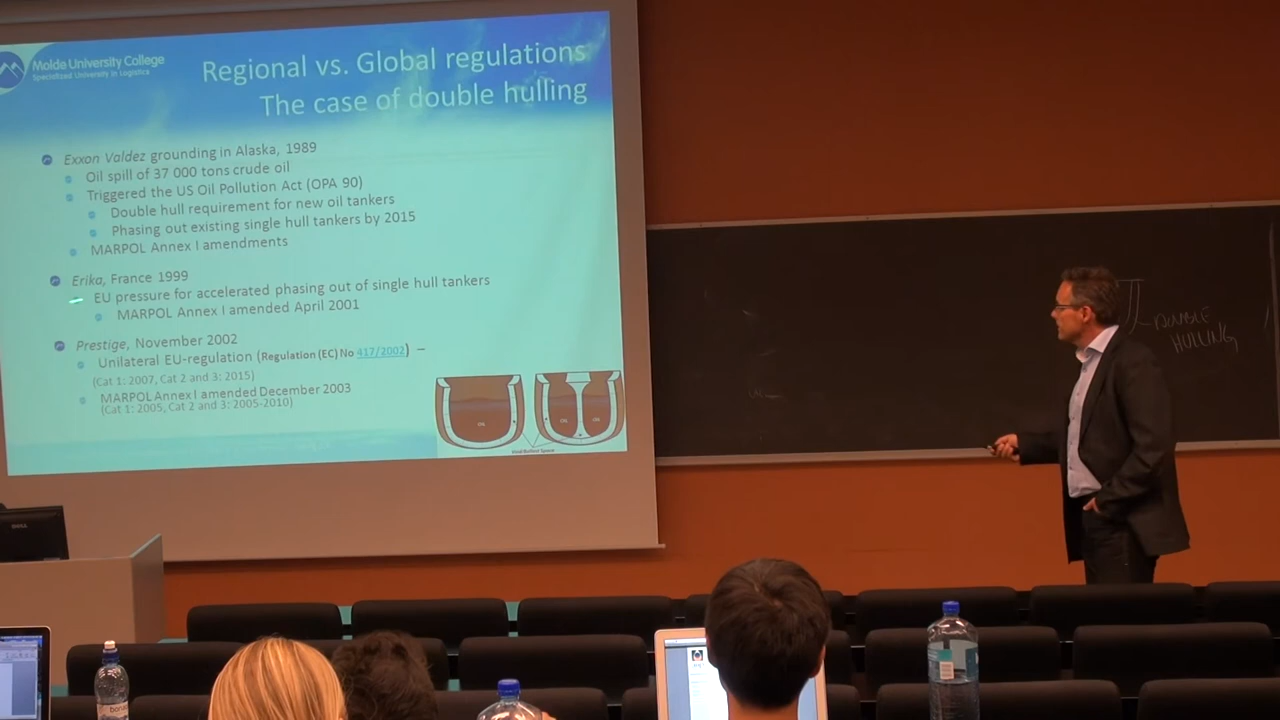 Molde University College
Specialized University in Logistics
Regional vs. Global regulations
The case of double hulling
Exxon Valdez grounding in Alaska, 1989
Oil spill of 37 000 tons crude oil
Triggered the US Oil Pollution Act (OPA 90)
Double hull requirement for new oil tankers
Phasing out existing single hull tankers by 2015
MARPOL Annex I amendments
Erika, France 1999
EU pressure for accelerated phasing out of single hull tankers
MARPOL Annex I amended April 2001
Prestige, November 2002
Unilateral EU-regulation (Regulation (EC) No 417/2002) –
(Cat 1: 2007, Cat 2 and 3: 2015)
MARPOL Annex I amended December 2003
(Cat 1: 2005, Cat 2 and 3: 2005-2010)
OIL
OIL
OIL
Ballast Space
DOUBLE
HULLING
DELL